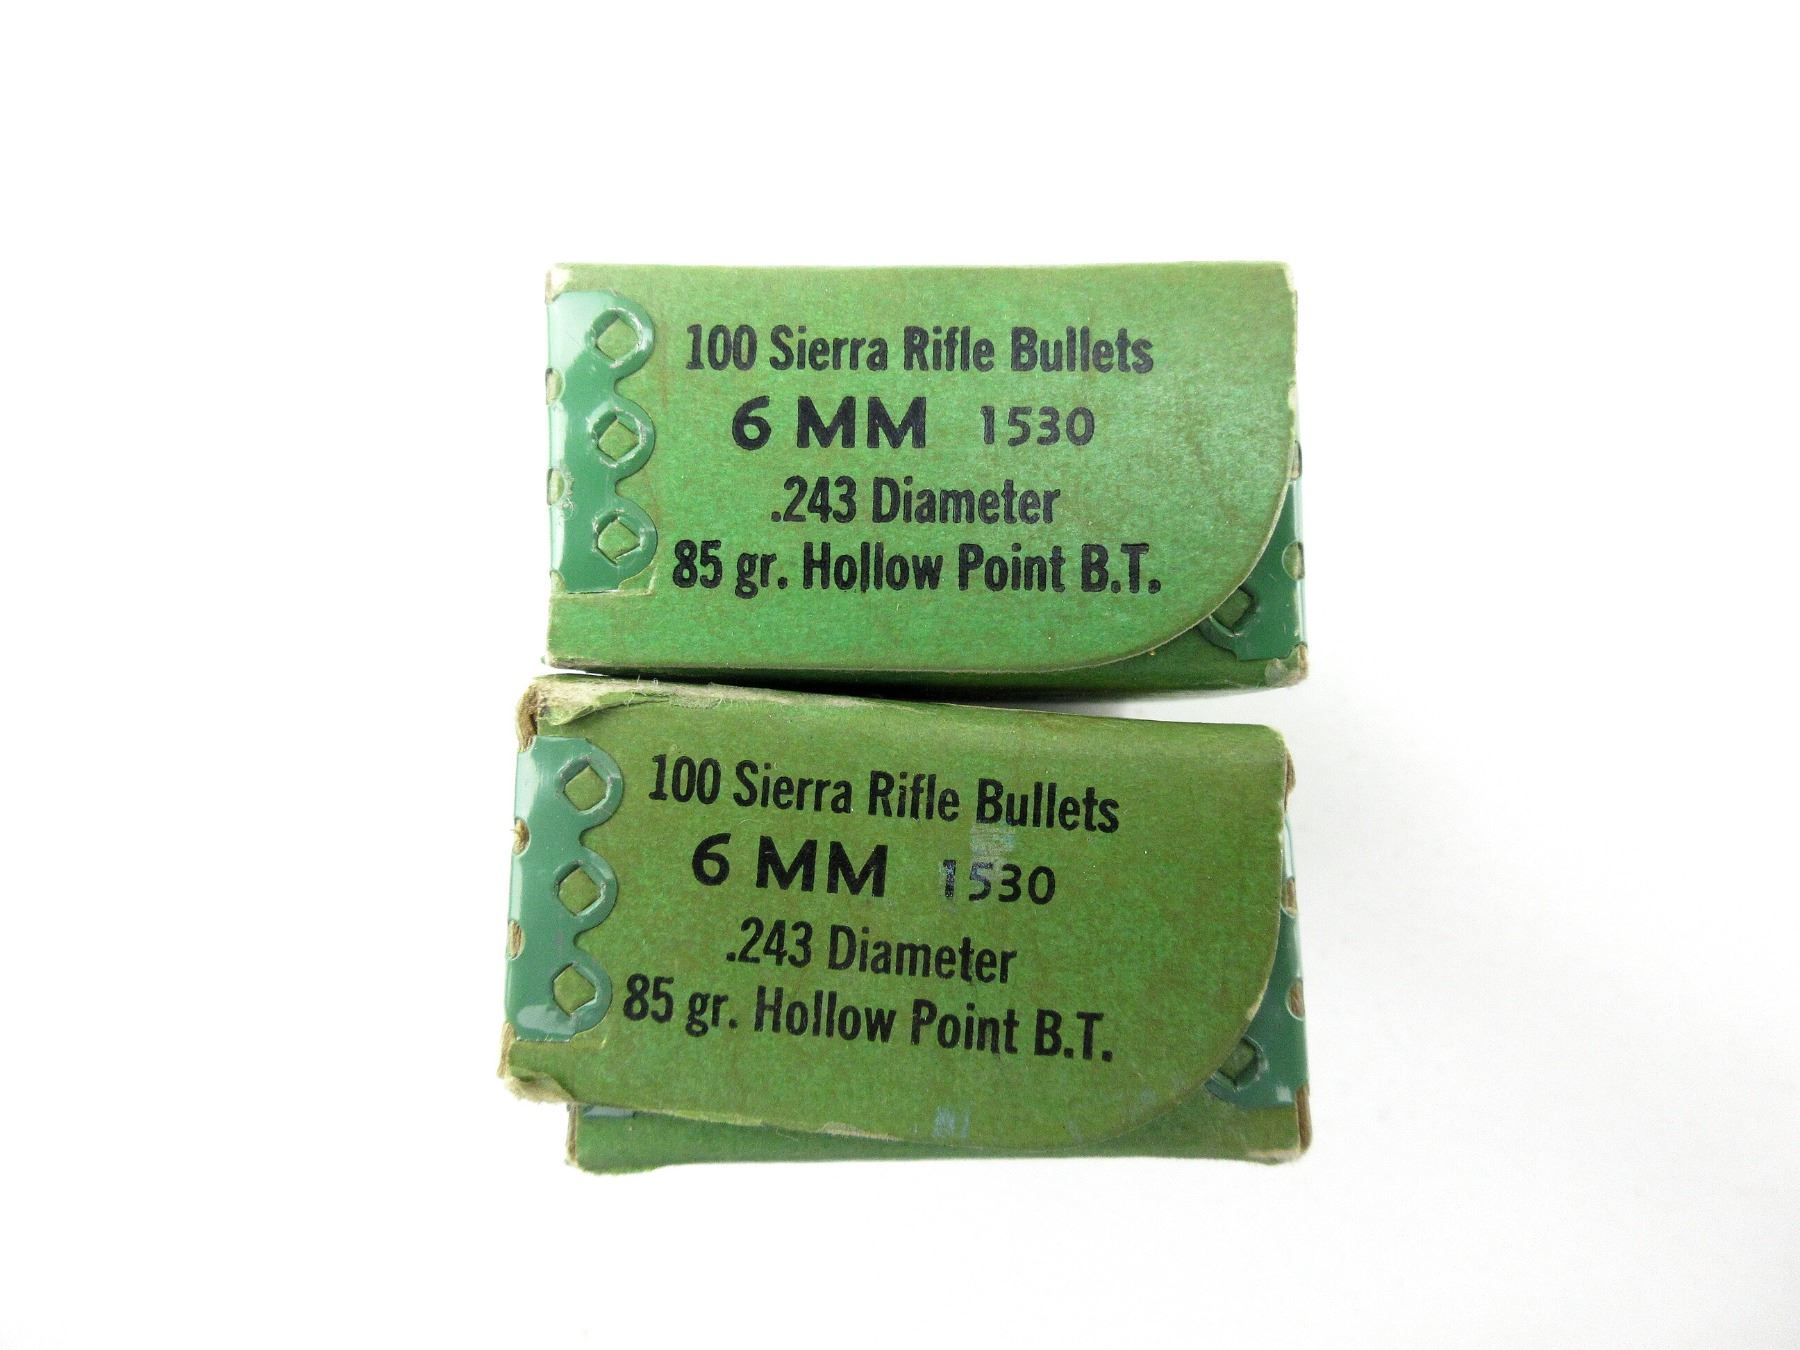 100 Sierra Rifle Bullets
6 MM 1530
.243 Diameter
85 gr. Hollow Point B.T.
100 Sierra Rifle Bullets
6 MM 1530
.243 Diameter
85 gr. Hollow Point B.T.